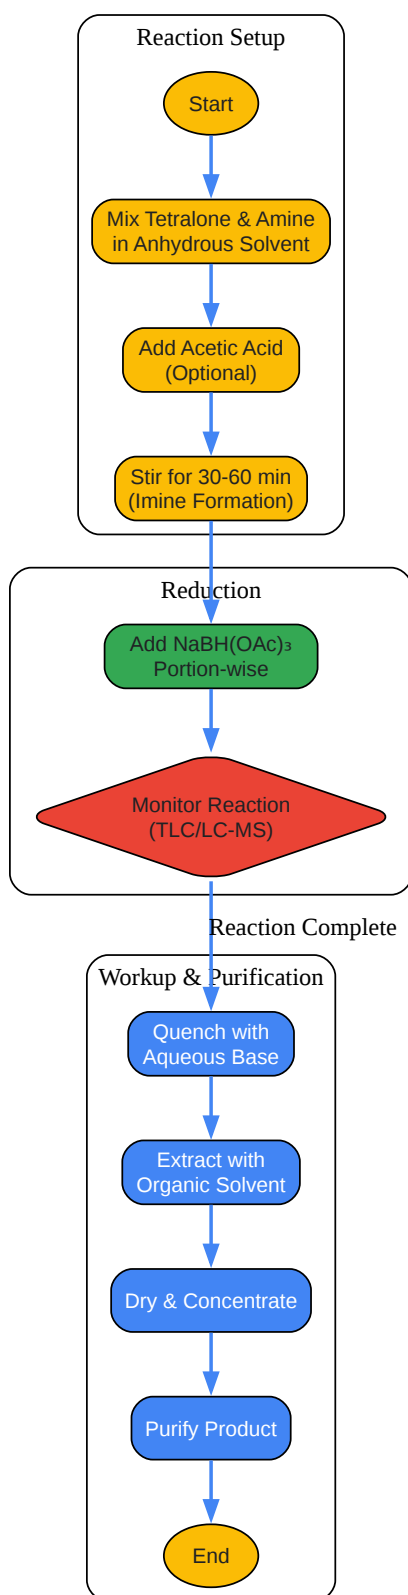 Reaction Setup
Start
Mix Tetralone & Amine
in Anhydrous Solvent
Add Acetic Acid
(Optional)
Stir for 30-60 min
(Imine Formation)
Reduction
Add NaBH(OAc)₃
Portion-wise
Monitor Reaction
(TLC/LC-MS)
Reaction Complete
Workup & Purification
Quench with
Aqueous Base
Extract with
Organic Solvent
Dry & Concentrate
Purify Product
End